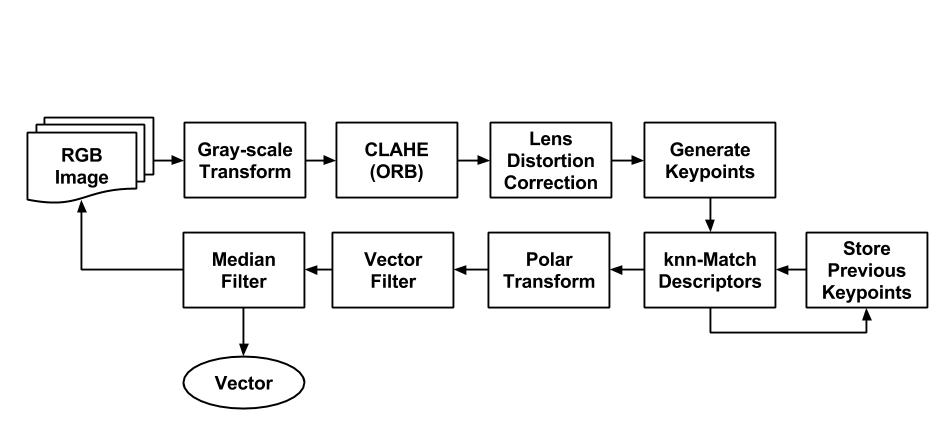 RGB
Image
Gray-scale
Transform
CLAHE
(ORB)
Lens
Distortion
Correction
Generate
Keypoints
Median
Filter
Vector
Filter
Polar
Transform
knn-Match
Descriptors
Store
Previous
Keypoints
Vector